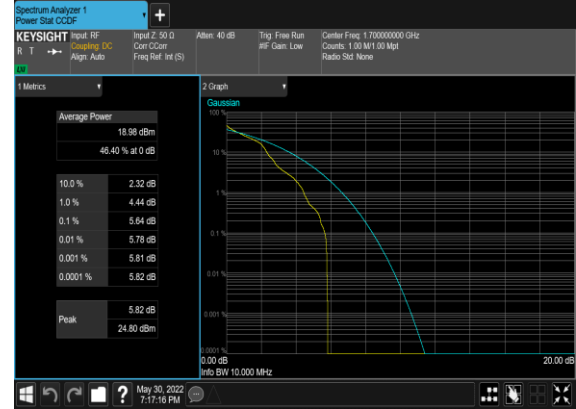 Spectrum Analyzer 1
Power Stat CCDF
+
KEYSIGHT
R T
LXI
Input: RF
Coupling: DC
Align: Auto
Input Z: 50 Ω
Corr CCorr
Freq Ref: Int (S)
Atten: 40 dB
Trig: Free Run
#IF Gain: Low
Center Freq: 1.700000000 GHz
Counts: 1.00 M/1.00 Mpt
Radio Std: None
1 Metrics
Average Power
18.98 dBm
46.40 % at 0 dB
10.0 % 2.32 dB
1.0 % 4.44 dB
0.1 % 5.64 dB
0.01 % 5.78 dB
0.001 % 5.81 dB
0.0001 % 5.82 dB
Peak 5.82 dB
24.80 dBm
2 Graph
Gaussian
100 %
10 %
1 %
0.1 %
0.01 %
0.001 %
0.0001 %
0.00 dB 20.00 dB
Info BW 10.000 MHz
?
May 30, 2022
7:17:16 PM